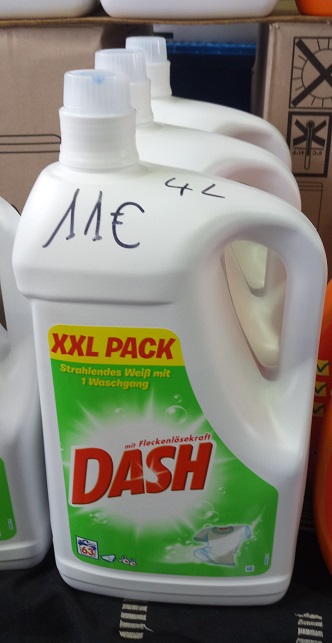 11€
4L
XXL PACK
Strahlendes Weiß mit
1 Waschgang
mit Fleckenlösekraft
DASH
63